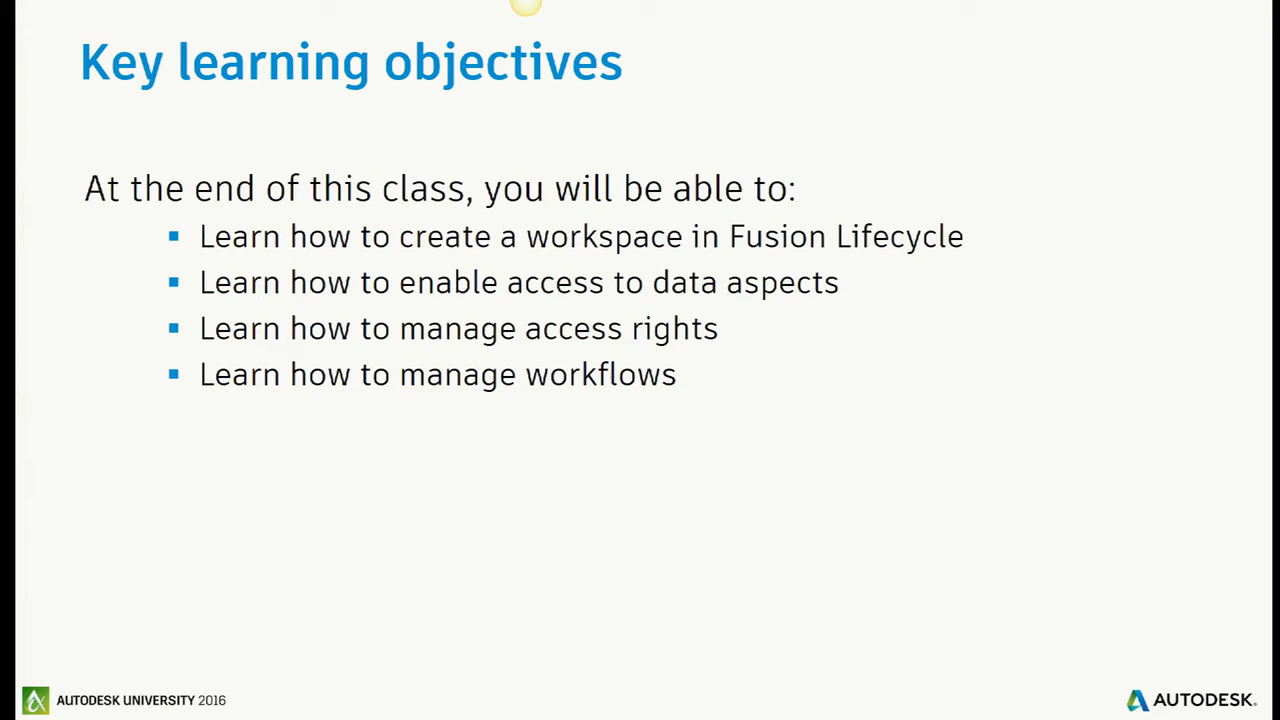 Key learning objectives
At the end of this class, you will be able to:
Learn how to create a workspace in Fusion Lifecycle
Learn how to enable access to data aspects
Learn how to manage access rights
Learn how to manage workflows
AUTODESK UNIVERSITY 2016
AUTODESK.